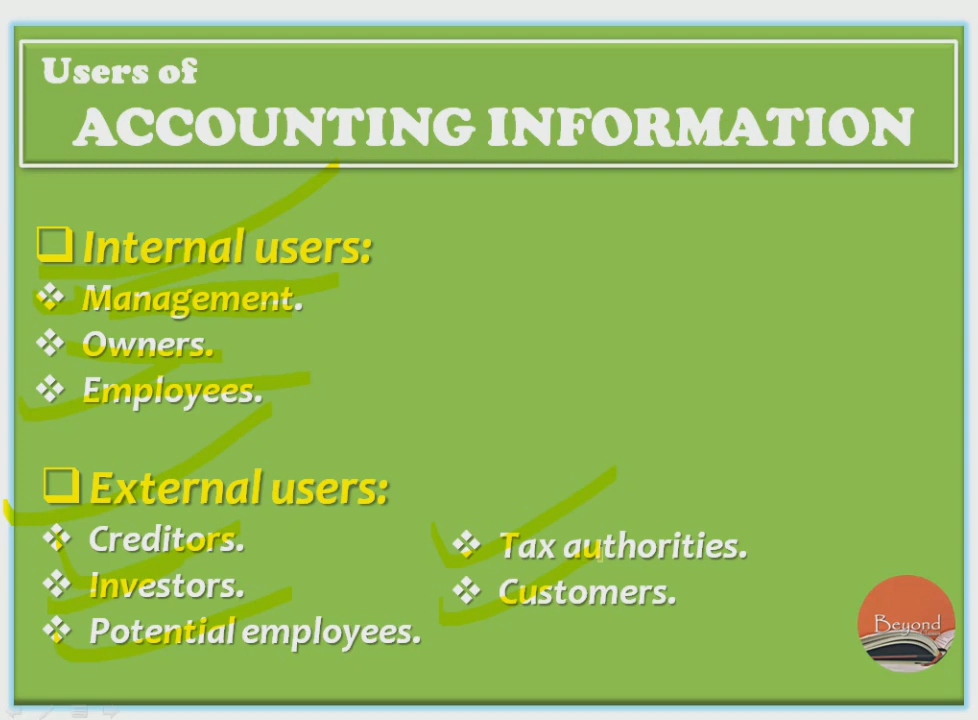 Users of
ACCOUNTING INFORMATION
Internal users:
Management.
Owners.
Employees.
External users:
Creditors.
Investors.
Potential employees.
Tax authorities.
Customers.
Beyond